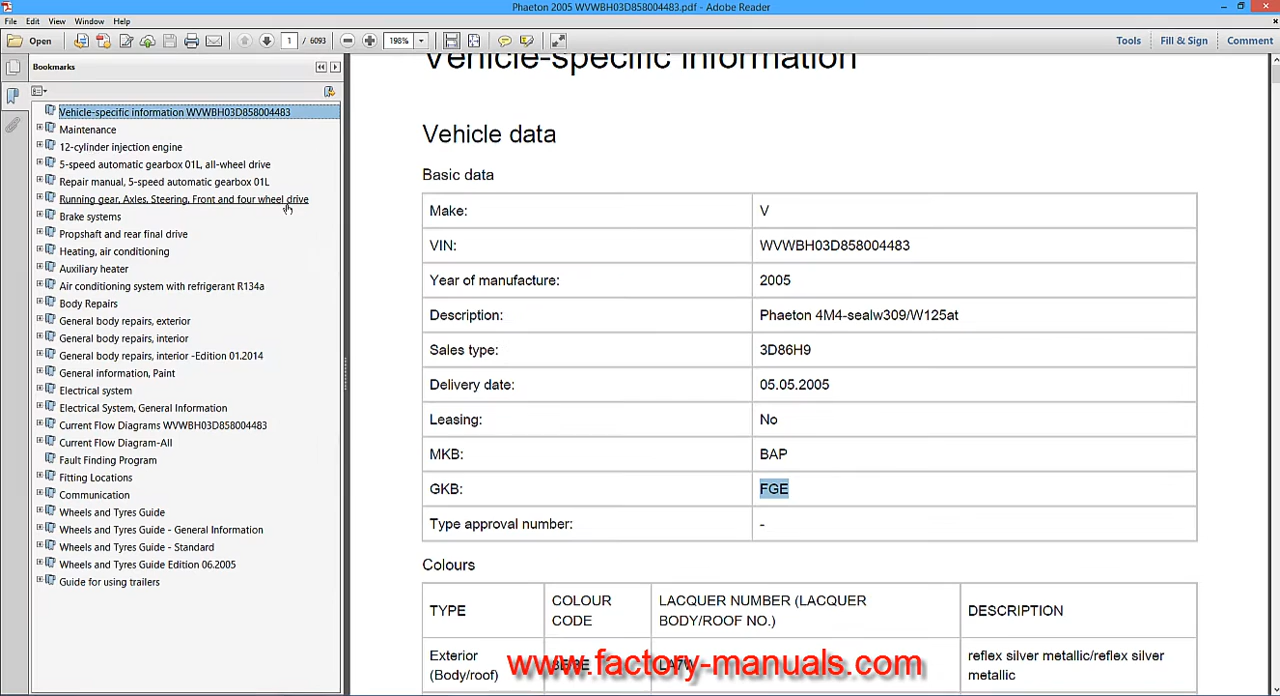 Phaeton 2005 WVWBH03D858004483.pdf - Adobe Reader
File Edit View Window Help
Open 1 / 6093 198% Tools Fill & Sign Comment
Bookmarks
Vehicle-specific information WVWBH03D858004483
Maintenance
12-cylinder injection engine
5-speed automatic gearbox 01L, all-wheel drive
Repair manual, 5-speed automatic gearbox 01L
Running gear, Axles, Steering, Front and four wheel drive
Brake systems
Propshaft and rear final drive
Heating, air conditioning
Auxiliary heater
Air conditioning system with refrigerant R134a
Body Repairs
General body repairs, exterior
General body repairs, interior
General body repairs, interior -Edition 01.2014
General information, Paint
Electrical system
Electrical System, General Information
Current Flow Diagrams WVWBH03D858004483
Current Flow Diagram-All
Fault Finding Program
Fitting Locations
Communication
Wheels and Tyres Guide
Wheels and Tyres Guide - General Information
Wheels and Tyres Guide - Standard
Wheels and Tyres Guide Edition 06.2005
Guide for using trailers
Vehicle-specific information
Vehicle data
Basic data
Make: V
VIN: WVWBH03D858004483
Year of manufacture: 2005
Description: Phaeton 4M4-sealw309/W125at
Sales type: 3D86H9
Delivery date: 05.05.2005
Leasing: No
MKB: BAP
GKB: FGE
Type approval number: -
Colours
TYPE COLOUR CODE LACQUER NUMBER (LACQUER BODY/ROOF NO.) DESCRIPTION
Exterior (Body/roof) reflex silver metallic/reflex silver metallic
www.factory-manuals.com